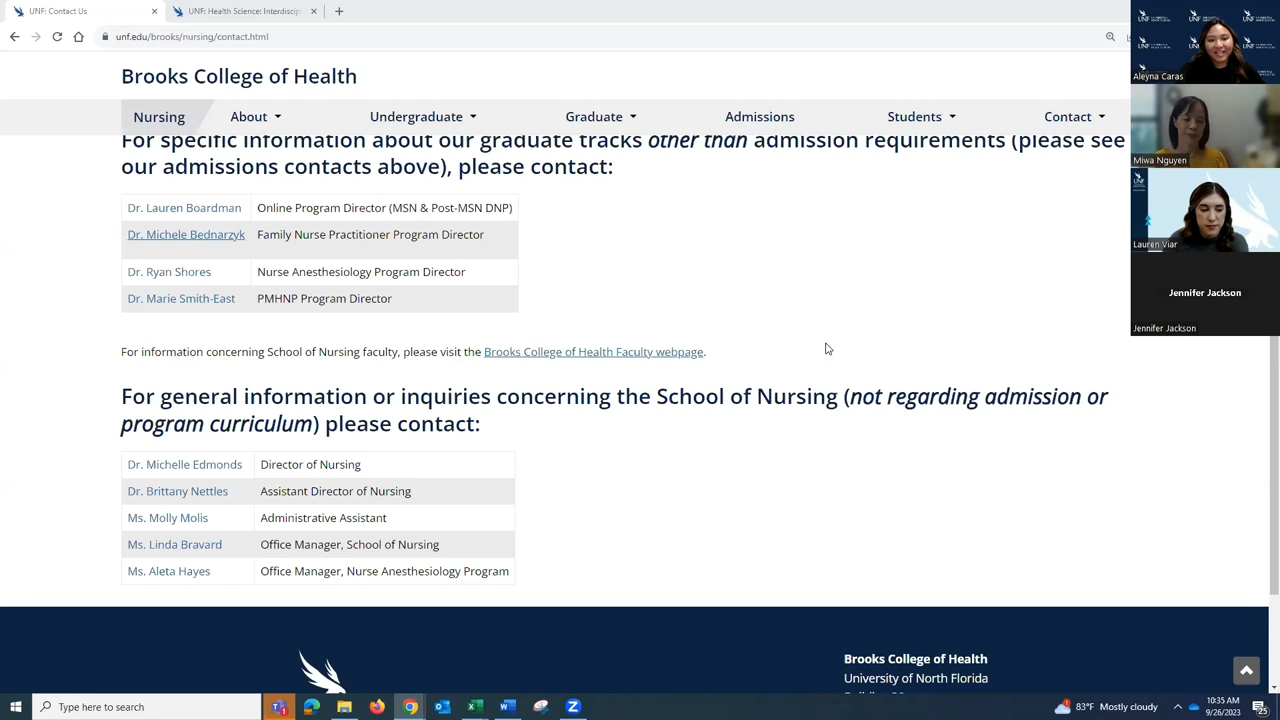 UNF: Contact Us
UNF: Health Science: Interdiscip
unf.edu/brooks/nursing/contact.html
Brooks College of Health
Nursing
About
Undergraduate
Graduate
Admissions
Students
Contact
For specific information about our graduate tracks other than admission requirements (please see
our admissions contacts above), please contact:
Dr. Lauren Boardman Online Program Director (MSN & Post-MSN DNP)
Dr. Michele Bednarzyk Family Nurse Practitioner Program Director
Dr. Ryan Shores Nurse Anesthesiology Program Director
Dr. Marie Smith-East PMHNP Program Director
For information concerning School of Nursing faculty, please visit the Brooks College of Health Faculty webpage.
For general information or inquiries concerning the School of Nursing (not regarding admission or
program curriculum) please contact:
Dr. Michelle Edmonds Director of Nursing
Dr. Brittany Nettles Assistant Director of Nursing
Ms. Molly Molis Administrative Assistant
Ms. Linda Bravard Office Manager, School of Nursing
Ms. Aleta Hayes Office Manager, Nurse Anesthesiology Program
Brooks College of Health
University of North Florida
UNF
UNF
UNF
UNF
Aleyna Caras
Miwa Nguyen
UNF
Lauren Viar
Jennifer Jackson
Jennifer Jackson
Type here to search
83°F Mostly cloudy
10:35 AM
9/26/2023
25